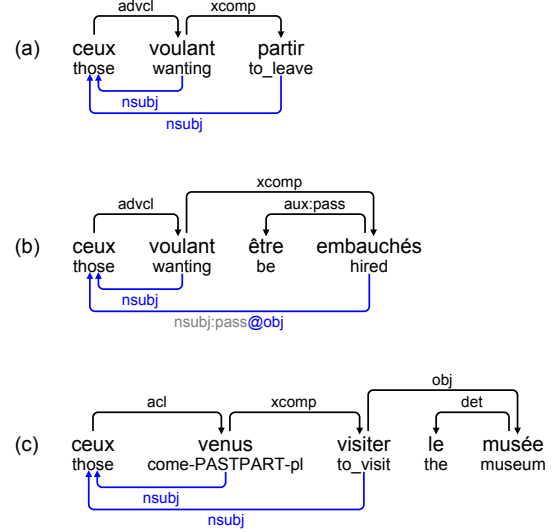 advcl xcomp
(a) ceux voulant partir
those wanting to_leave
nsubj
nsubj
xcomp
advcl aux:pass
(b) ceux voulant être embauchés
those wanting be hired
nsubj
nsubj:pass@obj
obj
acl xcomp det
(c) ceux venus visiter le musée
those come-PASTPART-pl to_visit the museum
nsubj
nsubj